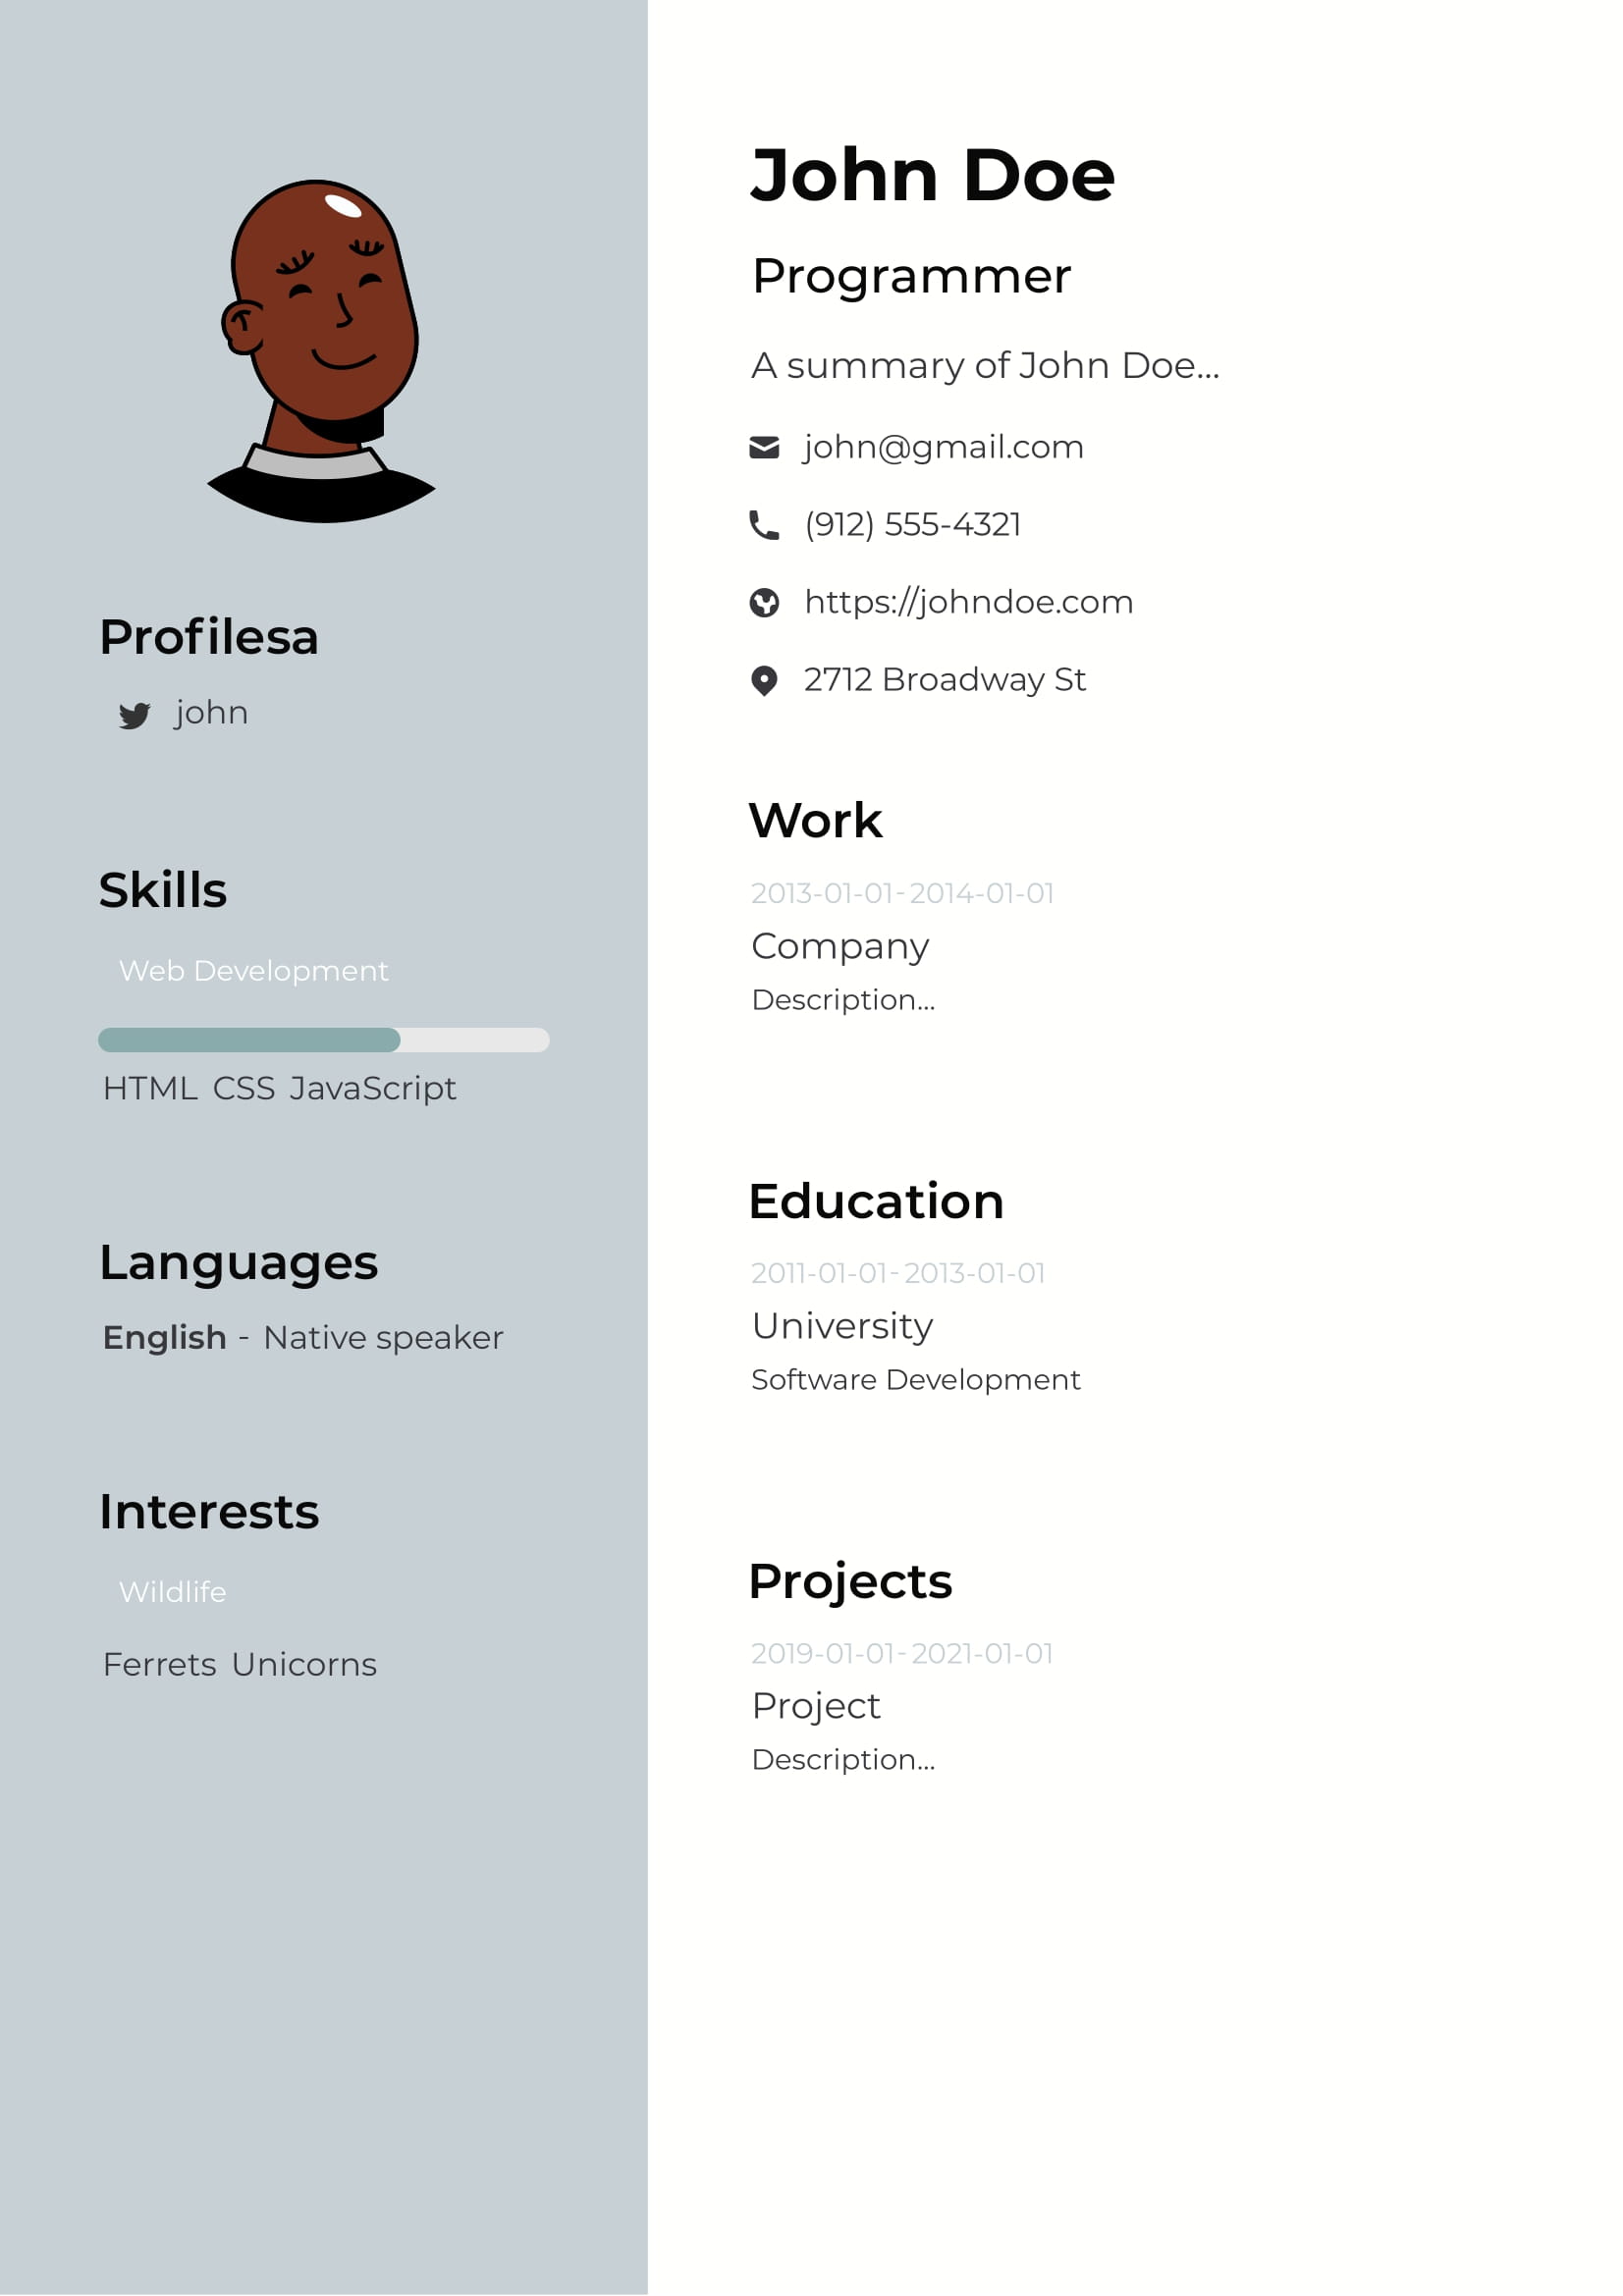 John Doe
Programmer
A summary of John Doe...
john@gmail.com
(912) 555-4321
https://johndoe.com
2712 Broadway St
Profilesa
john
Skills
Web Development
HTML CSS JavaScript
Languages
English - Native speaker
Interests
Wildlife
Ferrets Unicorns
Work
2013-01-01 - 2014-01-01
Company
Description...
Education
2011-01-01 - 2013-01-01
University
Software Development
Projects
2019-01-01 - 2021-01-01
Project
Description...